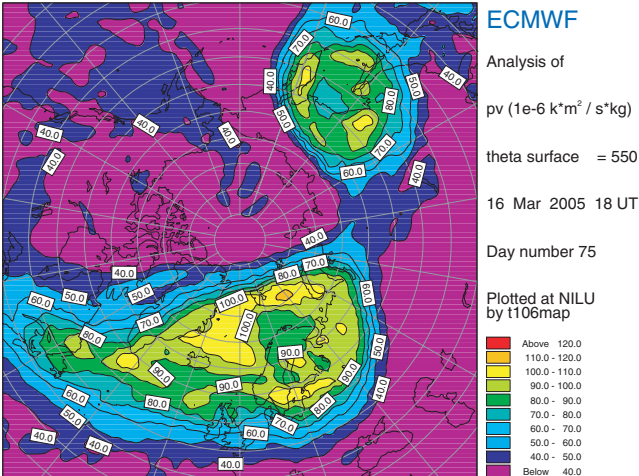 ECMWF
Analysis of
pv (1e-6 k*m² / s*kg)
theta surface = 550
16 Mar 2005 18 UT
Day number 75
Plotted at NILU
by t106map
Above 120.0
110.0 - 120.0
100.0 - 110.0
90.0 - 100.0
80.0 - 90.0
70.0 - 80.0
60.0 - 70.0
50.0 - 60.0
40.0 - 50.0
Below 40.0
60.0
70.0
40.0
50.0
40.0
80.0
50.0
40.0
40.0
40.0
40.0
70.0
60.0
40.0
40.0
40.0
70.0
80.0
50.0
50.0
60.0
60.0
100.0
70.0
100.0
80.0
50.0
90.0
90.0
90.0
90.0
40.0
60.0
80.0
80.0
50.0
70.0
60.0
40.0
40.0
40.0